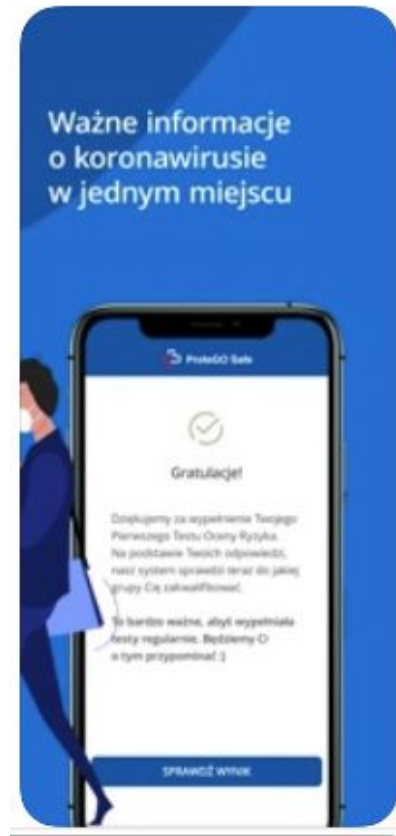 Ważne informacje
o koronawirusie
w jednym miejscu
ProteGO Safe
Gratulacje!
Dziękujemy za wypełnienie Twojego
Pierwszego Testu Oceny Ryzyka.
Na podstawie Twoich odpowiedzi,
nasz system sprawdzi teraz do jakiej
grupy Cię zakwalifikować.
To bardzo ważne, abyś wypełniała
testy regularnie. Będziemy Ci
o tym przypominać :)
SPRAWDŹ WYNIK